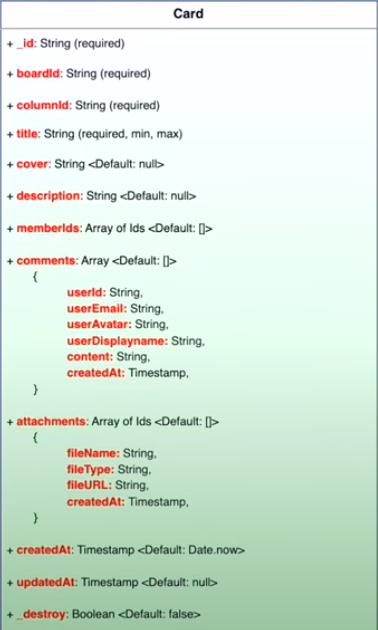 Card
+ _id: String (required)
+ boardId: String (required)
+ columnId: String (required)
+ title: String (required, min, max)
+ cover: String <Default: null>
+ description: String <Default: null>
+ memberIds: Array of Ids <Default: []>
+ comments: Array <Default: []>
{
userId: String,
userEmail: String,
userAvatar: String,
userDisplayname: String,
content: String,
createdAt: Timestamp,
}
+ attachments: Array of Ids <Default: []>
{
fileName: String,
fileType: String,
fileURL: String,
createdAt: Timestamp,
}
+ createdAt: Timestamp <Default: Date.now>
+ updatedAt: Timestamp <Default: null>
+ _destroy: Boolean <Default: false>